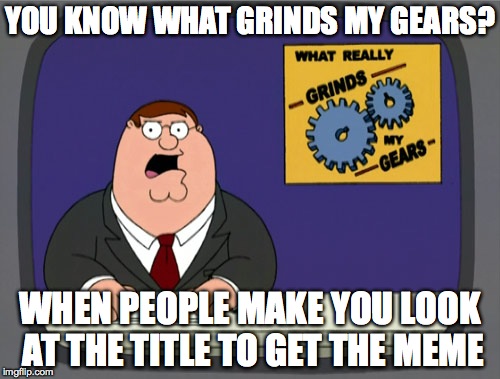 YOU KNOW WHAT GRINDS MY GEARS?
WHAT REALLY
GRINDS
MY
GEARS
WHEN PEOPLE MAKE YOU LOOK
AT THE TITLE TO GET THE MEME
imgflip.com